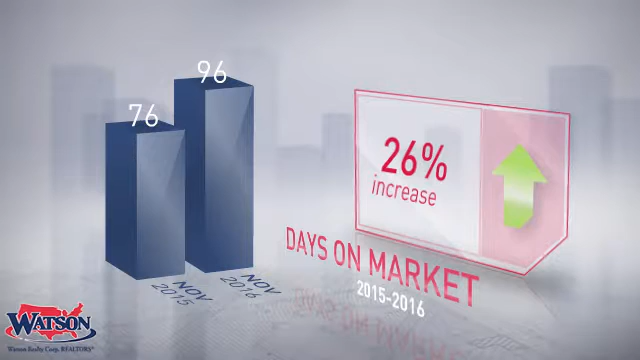 76
96
NOV
2015
NOV
2016
26%
increase
DAYS ON MARKET
2015-2016
WATSON
Watson Realty Corp. REALTORS®